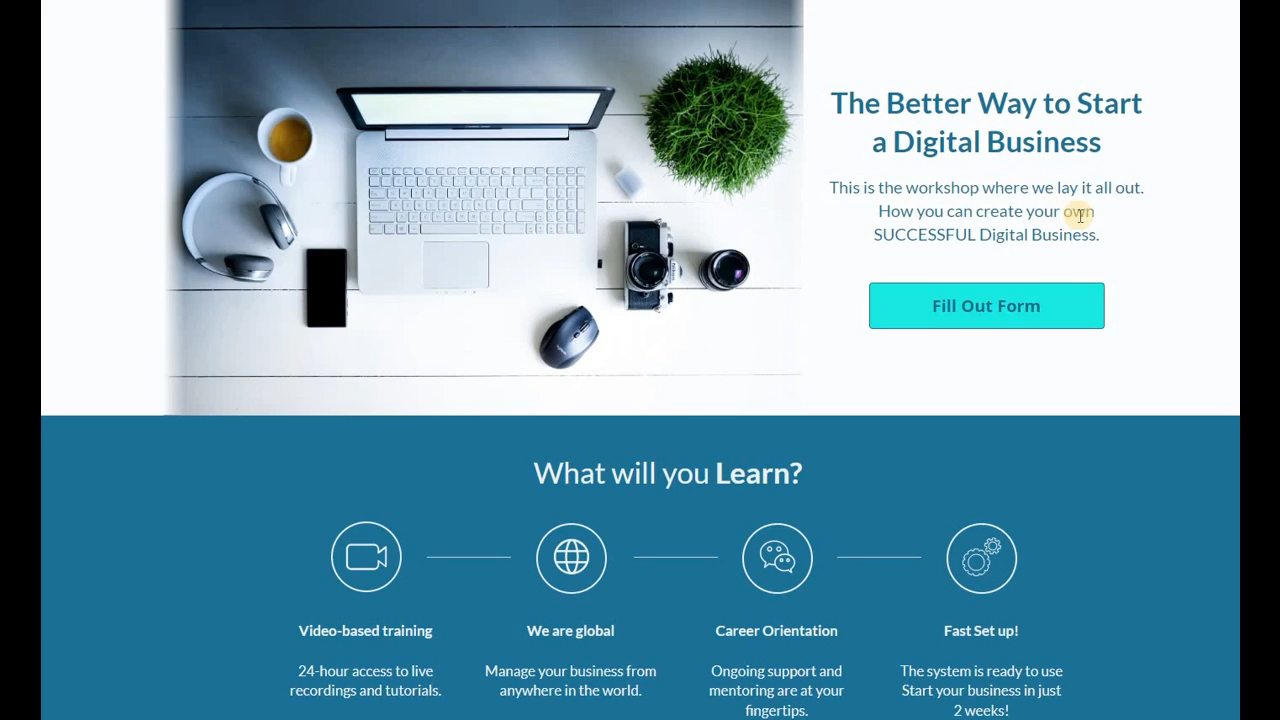 The Better Way to Start
a Digital Business
This is the workshop where we lay it all out.
How you can create your own
SUCCESSFUL Digital Business.
Fill Out Form
What will you Learn?
Video-based training
24-hour access to live
recordings and tutorials.
We are global
Manage your business from
anywhere in the world.
Career Orientation
Ongoing support and
mentoring are at your
fingertips.
Fast Set up!
The system is ready to use
Start your business in just
2 weeks!